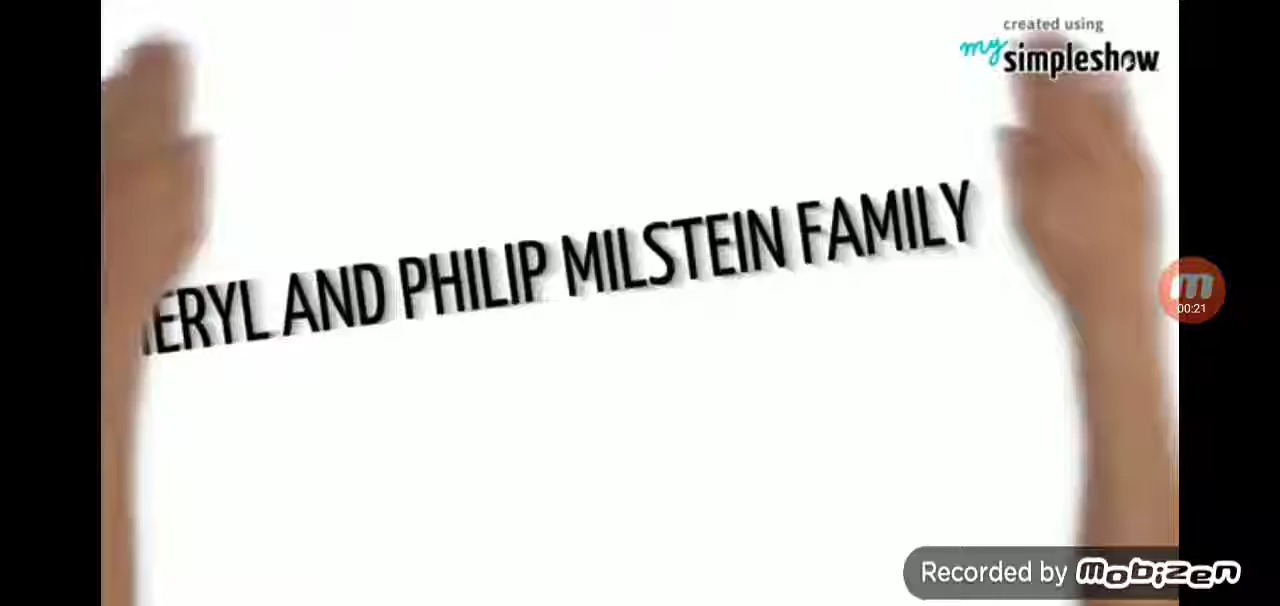 created using
my simpleshow
ERYL AND PHILIP MILSTEIN FAMILY
00:21
Recorded by Mobizen